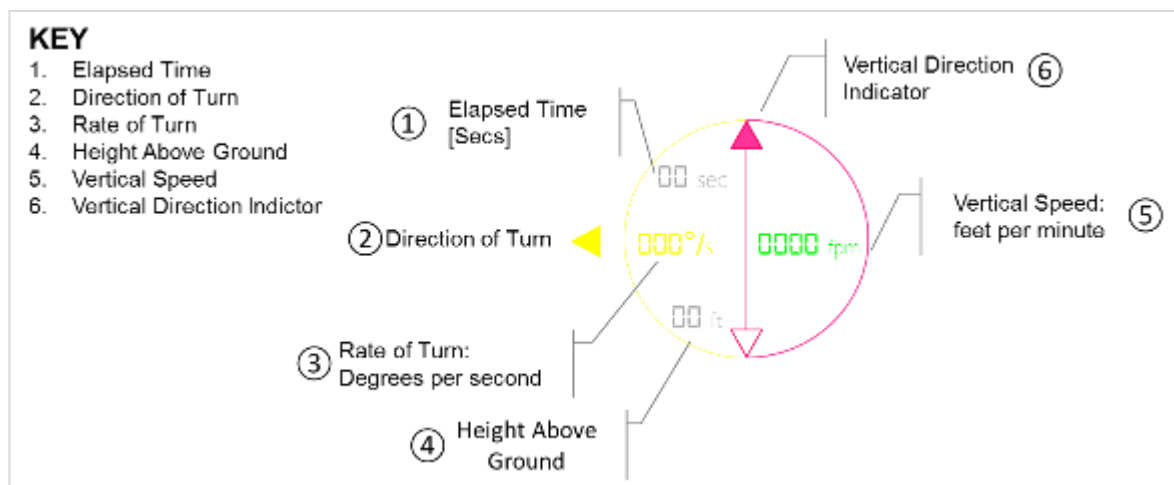 KEY
1. Elapsed Time
2. Direction of Turn
3. Rate of Turn
4. Height Above Ground
5. Vertical Speed
6. Vertical Direction Indictor
① Elapsed Time
[Secs]
Vertical Direction ⑥
Indicator
00 sec
② Direction of Turn
000°/s
0000 fpm
Vertical Speed: ⑤
feet per minute
00 ft
③ Rate of Turn:
Degrees per second
④ Height Above
Ground